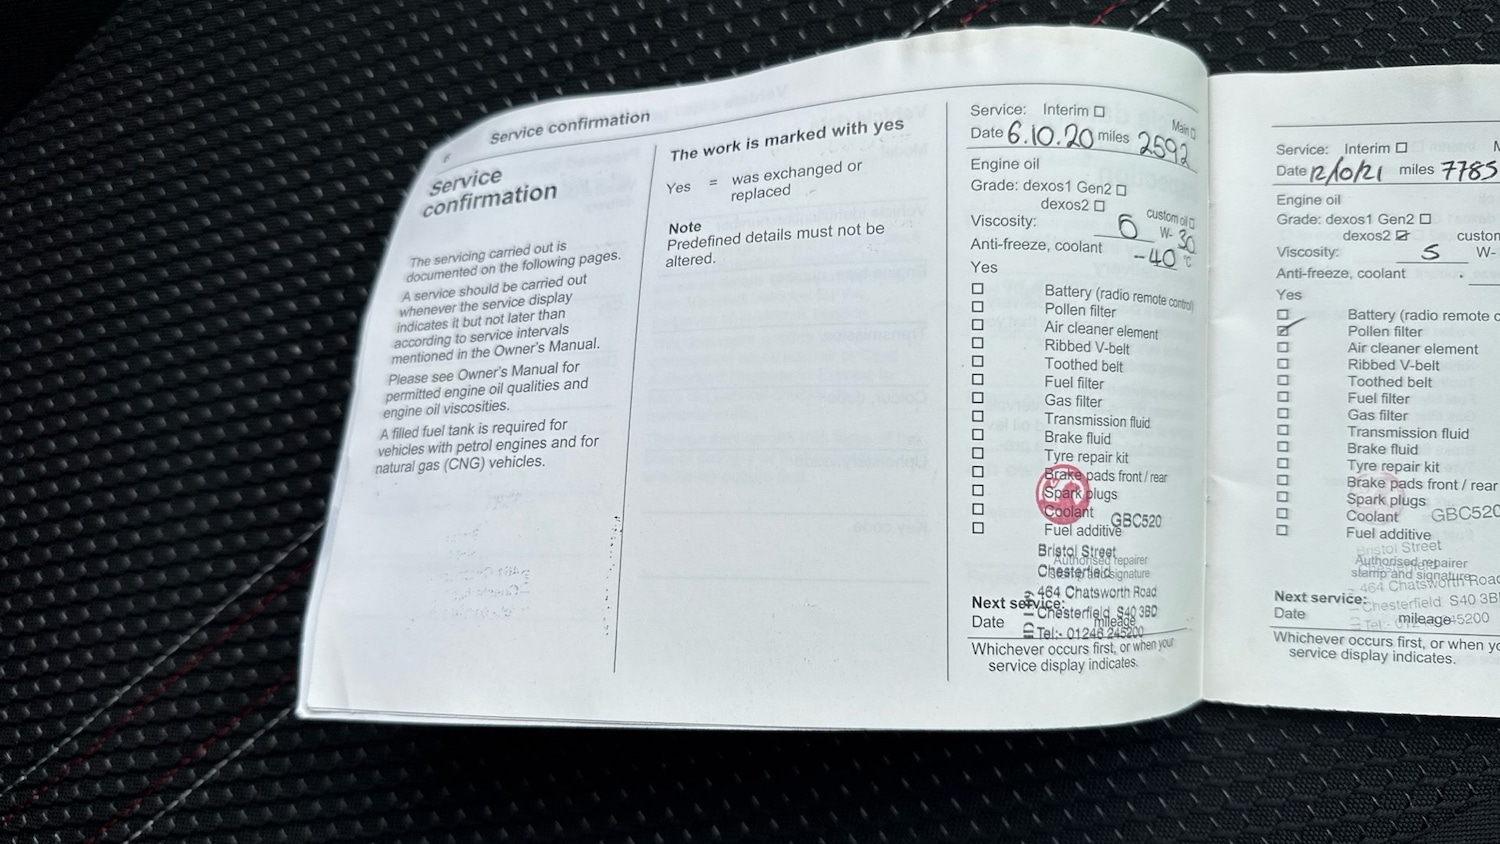 6
Service confirmation
Service
confirmation
The servicing carried out is
documented on the following pages.
A service should be carried out
whenever the service display
indicates it but not later than
according to service intervals
mentioned in the Owner's Manual.
Please see Owner's Manual for
permitted engine oil qualities and
engine oil viscosities.
A filled fuel tank is required for
vehicles with petrol engines and for
natural gas (CNG) vehicles.
The work is marked with yes
Yes = was exchanged or
replaced
Note
Predefined details must not be
altered.
Service: Interim
Main
Date 6.10.20 miles 2592
Engine oil
Grade: dexos1 Gen2
dexos2
custom oil
Viscosity: 0 W- 30
Anti-freeze, coolant -40 °C
Yes
Battery (radio remote control)
Pollen filter
Air cleaner element
Ribbed V-belt
Toothed belt
Fuel filter
Gas filter
Transmission fluid
Brake fluid
Tyre repair kit
Brake pads front / rear
Spark plugs
Coolant
GBC520
Fuel additive
Bristol Street
Authorised repairer
Chesterfield
stamp and signature
464 Chatsworth Road
Next service:
Chesterfield S40 3BD
Date mileage
Tel:- 01246 245200
Whichever occurs first, or when your
service display indicates.
Service: Interim
Date 12/10/21 miles 7785
Engine oil
Grade: dexos1 Gen2
dexos2 custom
Viscosity: 5 W-
Anti-freeze, coolant
Yes
Battery (radio remote c
Pollen filter
Air cleaner element
Ribbed V-belt
Toothed belt
Fuel filter
Gas filter
Transmission fluid
Brake fluid
Tyre repair kit
Brake pads front / rear
Spark plugs
Coolant
GBC520
Fuel additive
Bristol Street
Authorised repairer
stamp and signature
464 Chatsworth Road
Next service:
Chesterfield S40 3B
Date mileage
45200
Whichever occurs first, or when yo
service display indicates.